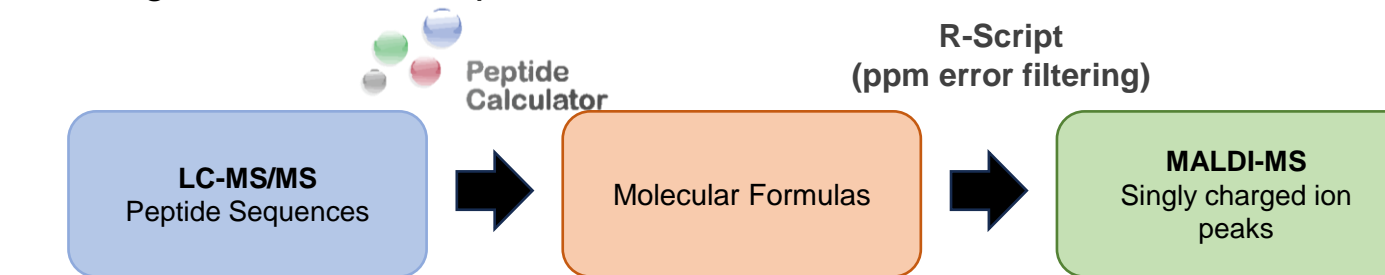 Peptide
Calculator
R-Script
(ppm error filtering)
LC-MS/MS
Peptide Sequences
Molecular Formulas
MALDI-MS
Singly charged ion
peaks